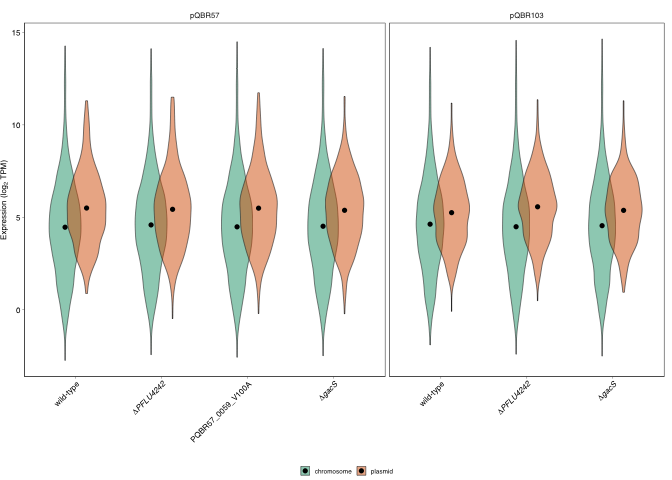 pQBR57 pQBR103
15
10
5
0
Expression (log₂ TPM)
wild-type ΔPFLU4242 PQBR57_0059_V100A ΔgacS wild-type ΔPFLU4242 ΔgacS
chromosome plasmid